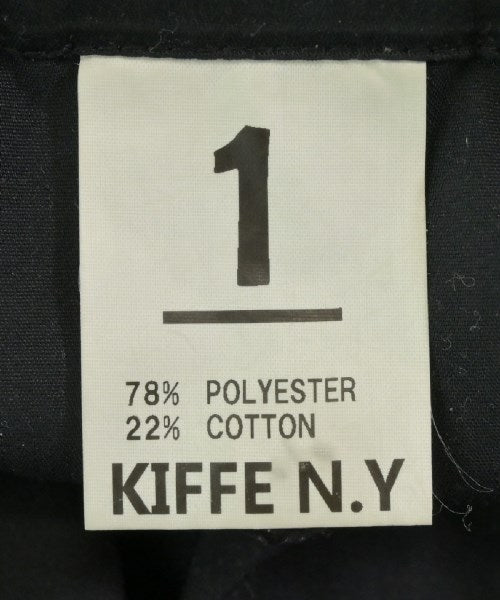 1
78% POLYESTER
22% COTTON
KIFFE N.Y